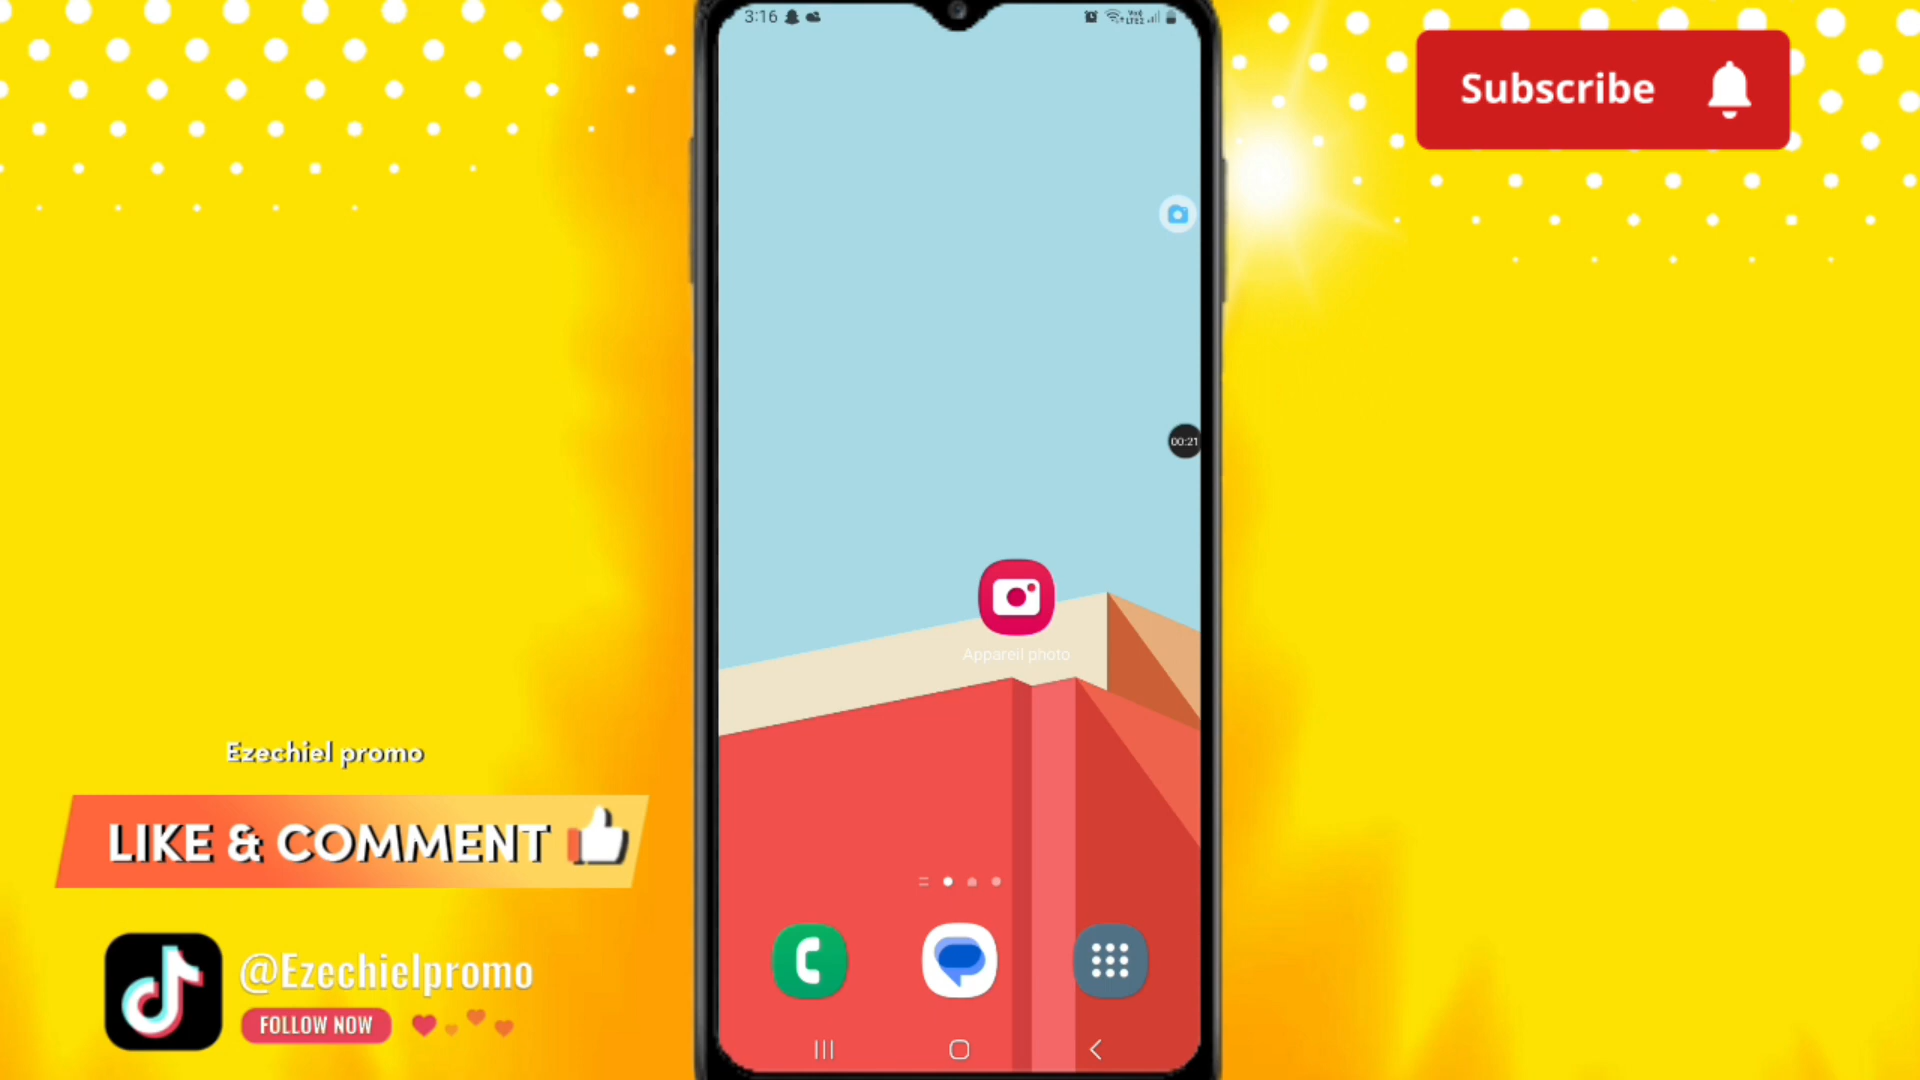 3:16
Subscribe
00:21
Appareil photo
Ezechiel promo
LIKE & COMMENT
@Ezechielpromo
FOLLOW NOW